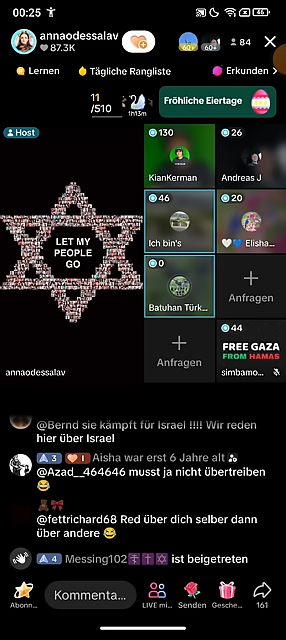 00:25
46
annaodessalav
87.3K
60+
60+
84
Lernen
Tägliche Rangliste
Erkunden
11
/510
1h13m
Fröhliche Eiertage
Host
130
KianKerman
26
Andreas J
LET MY
PEOPLE
GO
46
Ich bin's
20
Elisha...
0
Batuhan Türk...
Anfragen
Anfragen
44
FREE GAZA
FROM HAMAS
annaodessalav
simbamo...
@Bernd sie kämpft für Israel !!!! Wir reden
hier über Israel
3 1 Aisha war erst 6 Jahre alt
@Azad__464646 musst ja nicht übertreiben
😂
🧸🎀
@fettrichard68 Red über dich selber dann
über andere 😂
4 Messing102☦️✝️✡️ ist beigetreten
Abonn...
Kommenta...
LIVE mi...
Senden
Gesche...
161